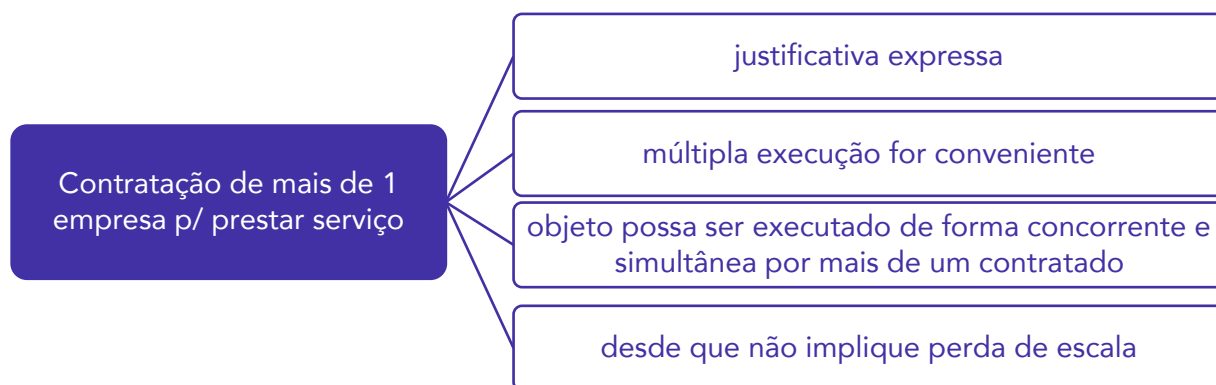 Contratação de mais de 1
empresa p/ prestar serviço
justificativa expressa
múltipla execução for conveniente
objeto possa ser executado de forma concorrente e
simultânea por mais de um contratado
desde que não implique perda de escala